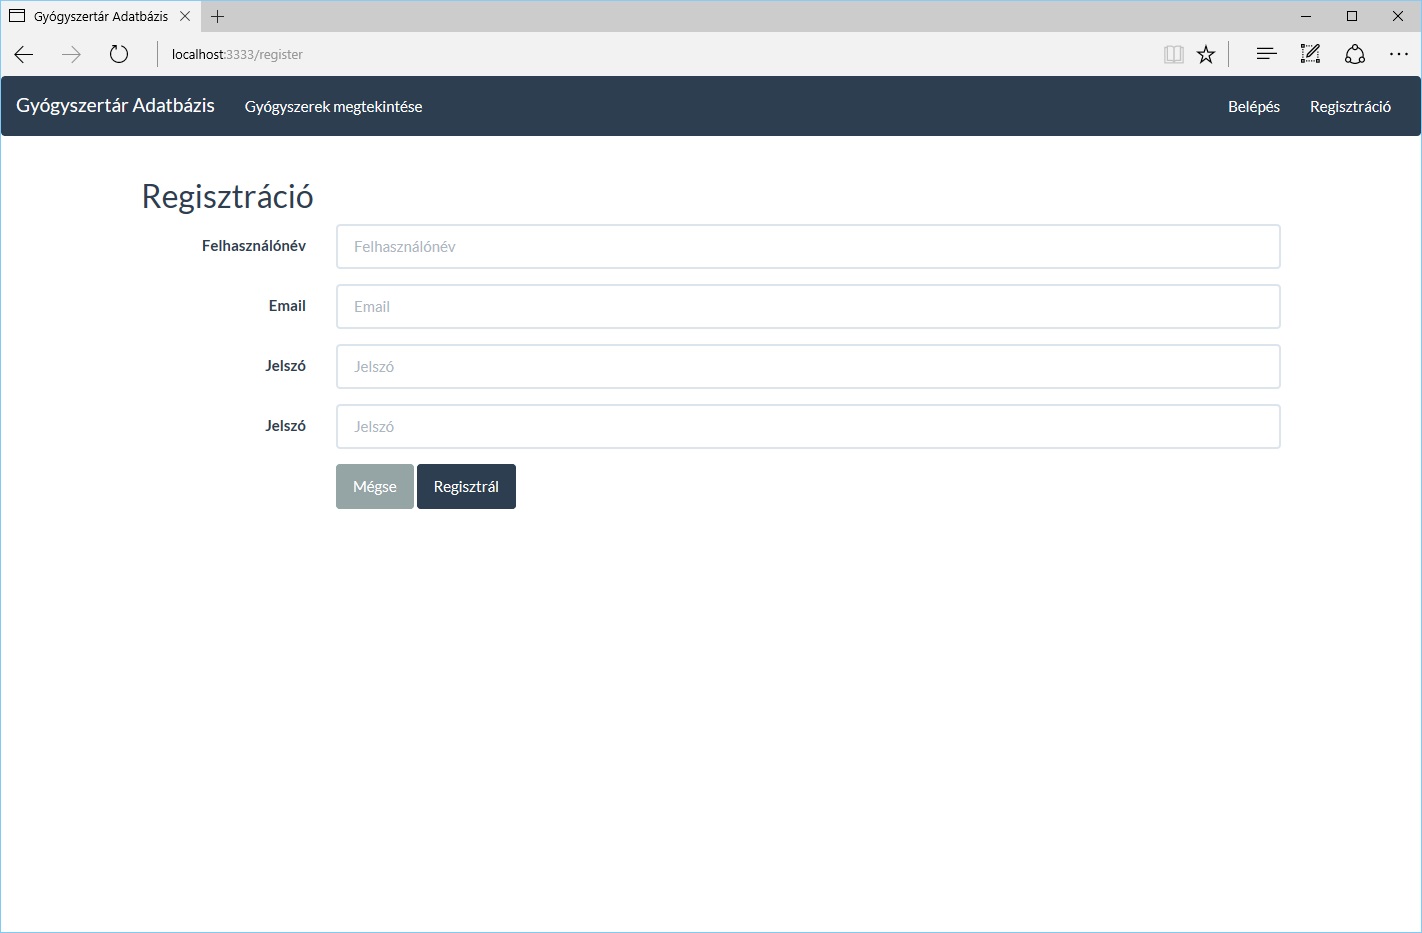 Gyógyszertár Adatbázis
localhost:3333/register
Gyógyszertár Adatbázis Gyógyszerek megtekintése Belépés Regisztráció
Regisztráció
Felhasználónév Felhasználónév
Email Email
Jelszó Jelszó
Jelszó Jelszó
Mégse Regisztrál